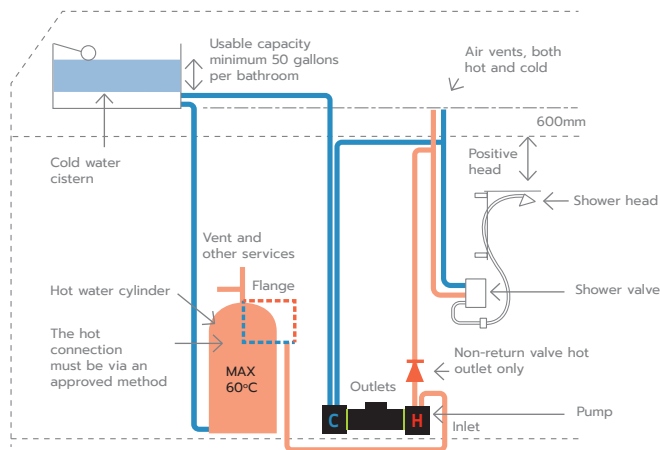 Usable capacity
minimum 50 gallons
per bathroom
Air vents, both
hot and cold
600mm
Cold water
cistern
Positive
head
Shower head
Vent and
other services
Flange
Hot water cylinder
Shower valve
The hot
connection
must be via an
approved method
MAX
60ºC
Non-return valve hot
outlet only
Outlets
Pump
C
H
Inlet